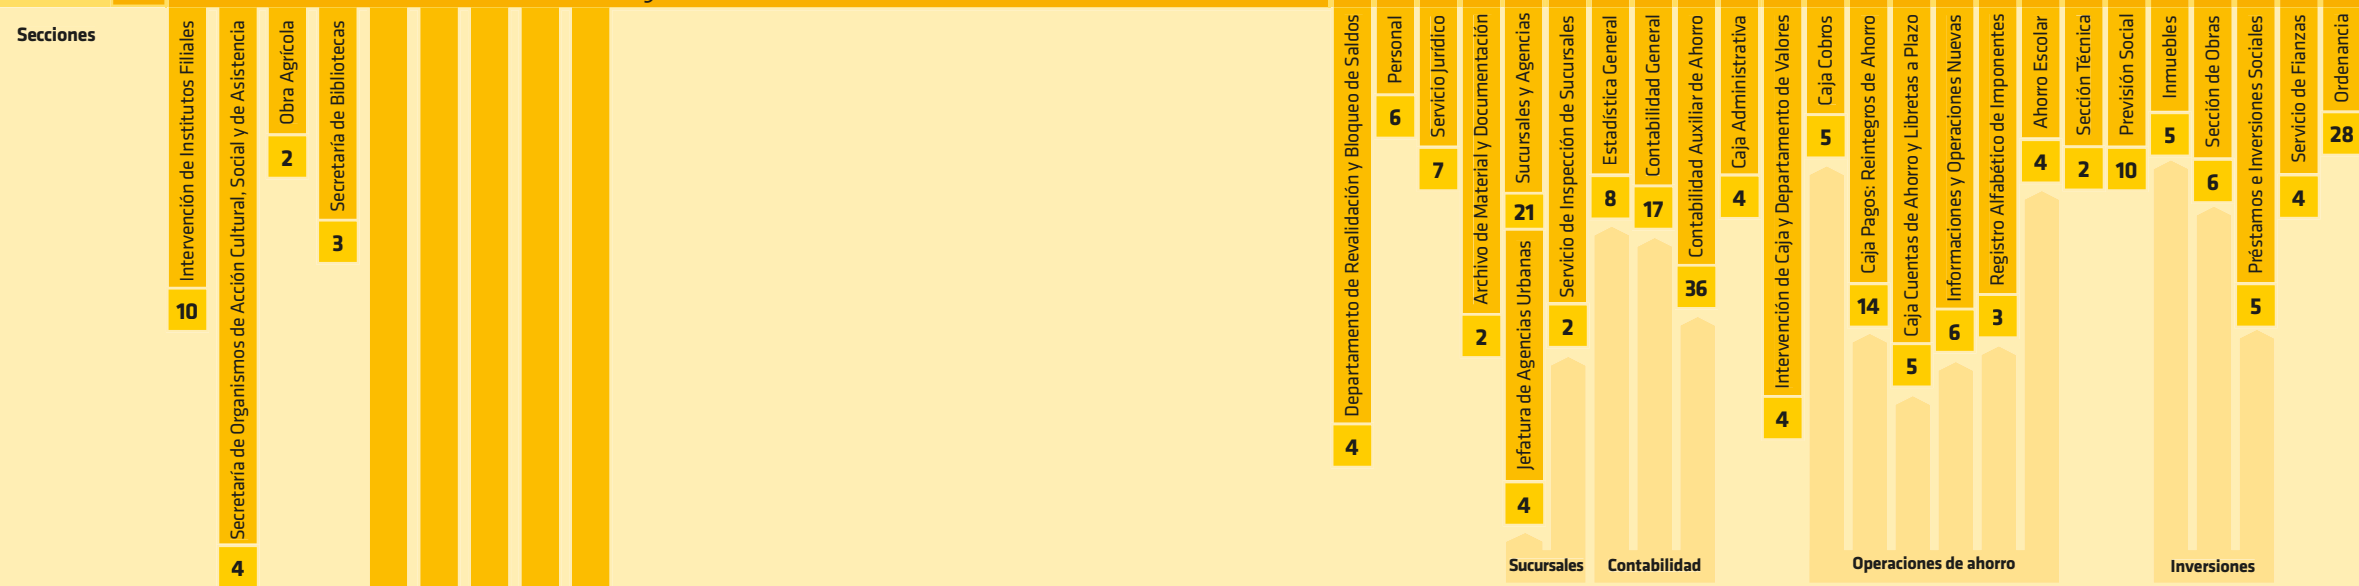 Secciones
Intervención de Institutos Filiales
10
Secretaría de Organismos de Acción Cultural, Social y de Asistencia
4
Obra Agrícola
2
Secretaría de Bibliotecas
3
Departamento de Revalidación y Bloqueo de Saldos
4
Personal
6
Servicio Jurídico
7
Archivo de Material y Documentación
2
Sucursales y Agencias
21
Jefatura de Agencias Urbanas
4
Servicio de Inspección de Sucursales
2
Sucursales
Estadística General
8
Contabilidad General
17
Contabilidad Auxiliar de Ahorro
36
Contabilidad
Caja Administrativa
4
Intervención de Caja y Departamento de Valores
4
Caja Cobros
5
Caja Pagos: Reintegros de Ahorro
14
Caja Cuentas de Ahorro y Libretas a Plazo
5
Informaciones y Operaciones Nuevas
6
Registro Alfabético de Imponentes
3
Ahorro Escolar
4
Operaciones de ahorro
Sección Técnica
2
Previsión Social
10
Inmuebles
5
Sección de Obras
6
Préstamos e Inversiones Sociales
5
Inversiones
Servicio de Fianzas
4
Ordenancia
28